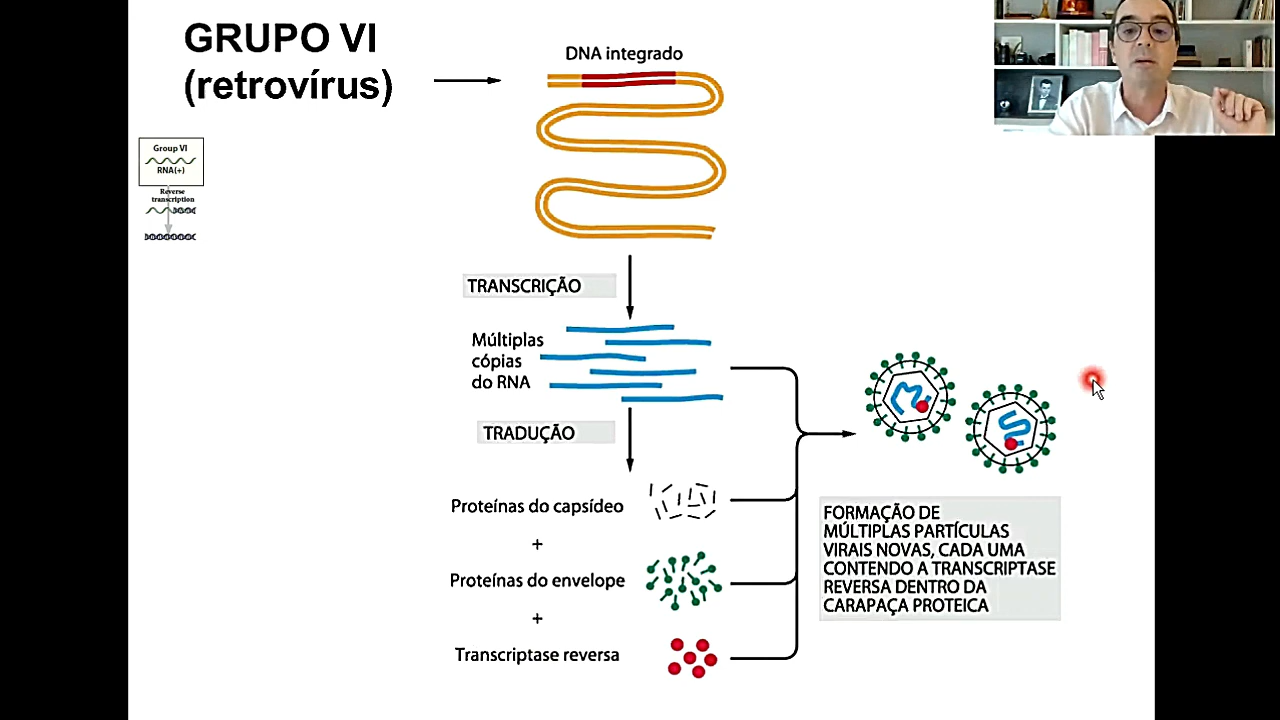 GRUPO VI
(retrovírus)
DNA integrado
Group VI
RNA(+)
Reverse
transcription
TRANSCRIÇÃO
Múltiplas
cópias
do RNA
TRADUÇÃO
Proteínas do capsídeo
+
Proteínas do envelope
+
Transcriptase reversa
FORMAÇÃO DE
MÚLTIPLAS PARTÍCULAS
VIRAIS NOVAS, CADA UMA
CONTENDO A TRANSCRIPTASE
REVERSA DENTRO DA
CARAPAÇA PROTEICA